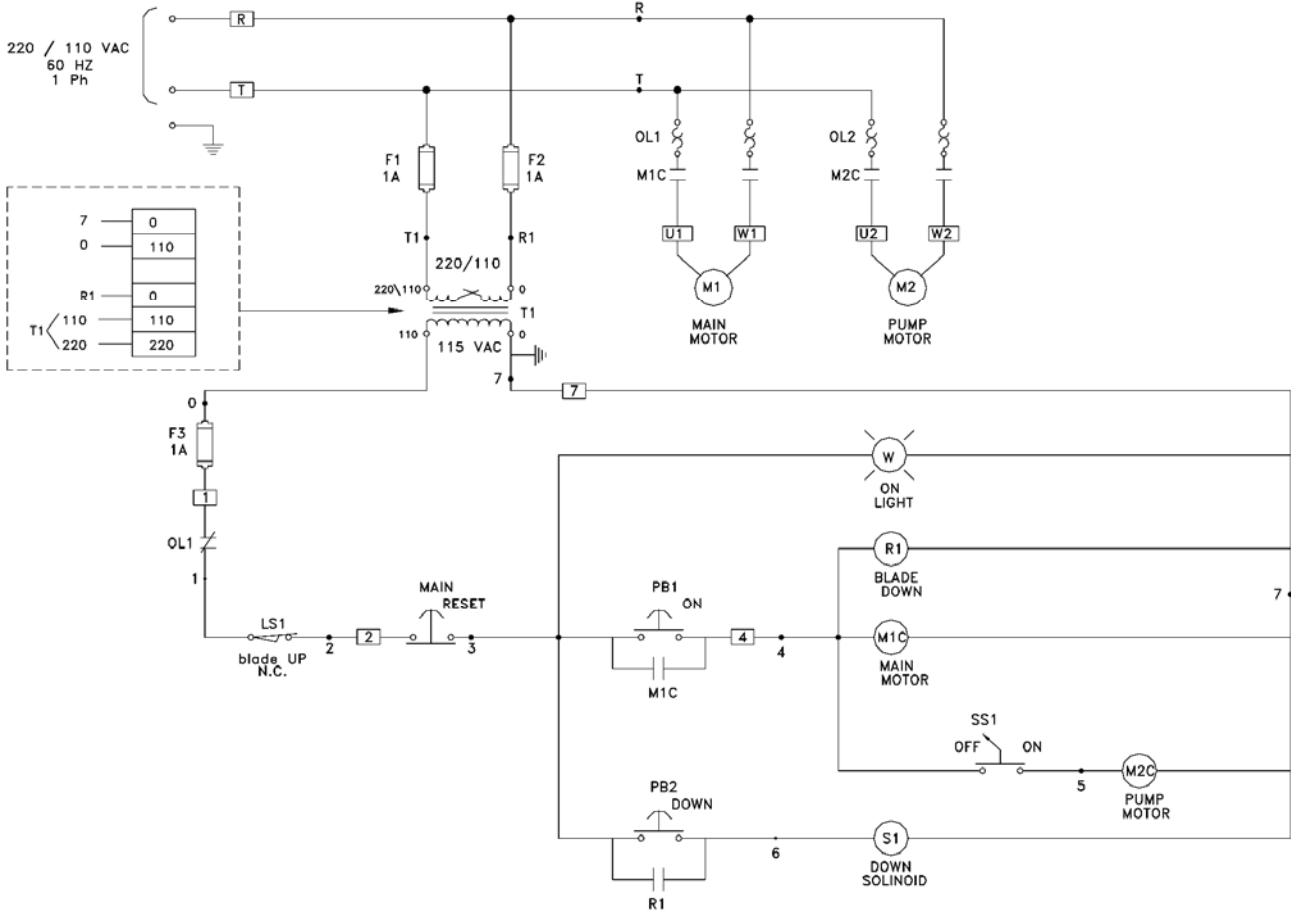 220 / 110 VAC
60 HZ
1 Ph
R
T
R
T
F1
1A
F2
1A
OL1
M1C
OL2
M2C
U1
W1
U2
W2
M1
M2
MAIN
MOTOR
PUMP
MOTOR
7
0
0
110
R1
0
T1
110
110
220
220
T1
R1
220/110
220\110
0
T1
110
0
115 VAC
7
7
0
F3
1A
1
OL1
1
LS1
blade UP
N.C.
2
2
MAIN
RESET
3
W
ON
LIGHT
R1
BLADE
DOWN
7
PB1
ON
4
4
M1C
M1C
MAIN
MOTOR
SS1
OFF
ON
5
M2C
PUMP
MOTOR
PB2
DOWN
6
R1
S1
DOWN
SOLINOID